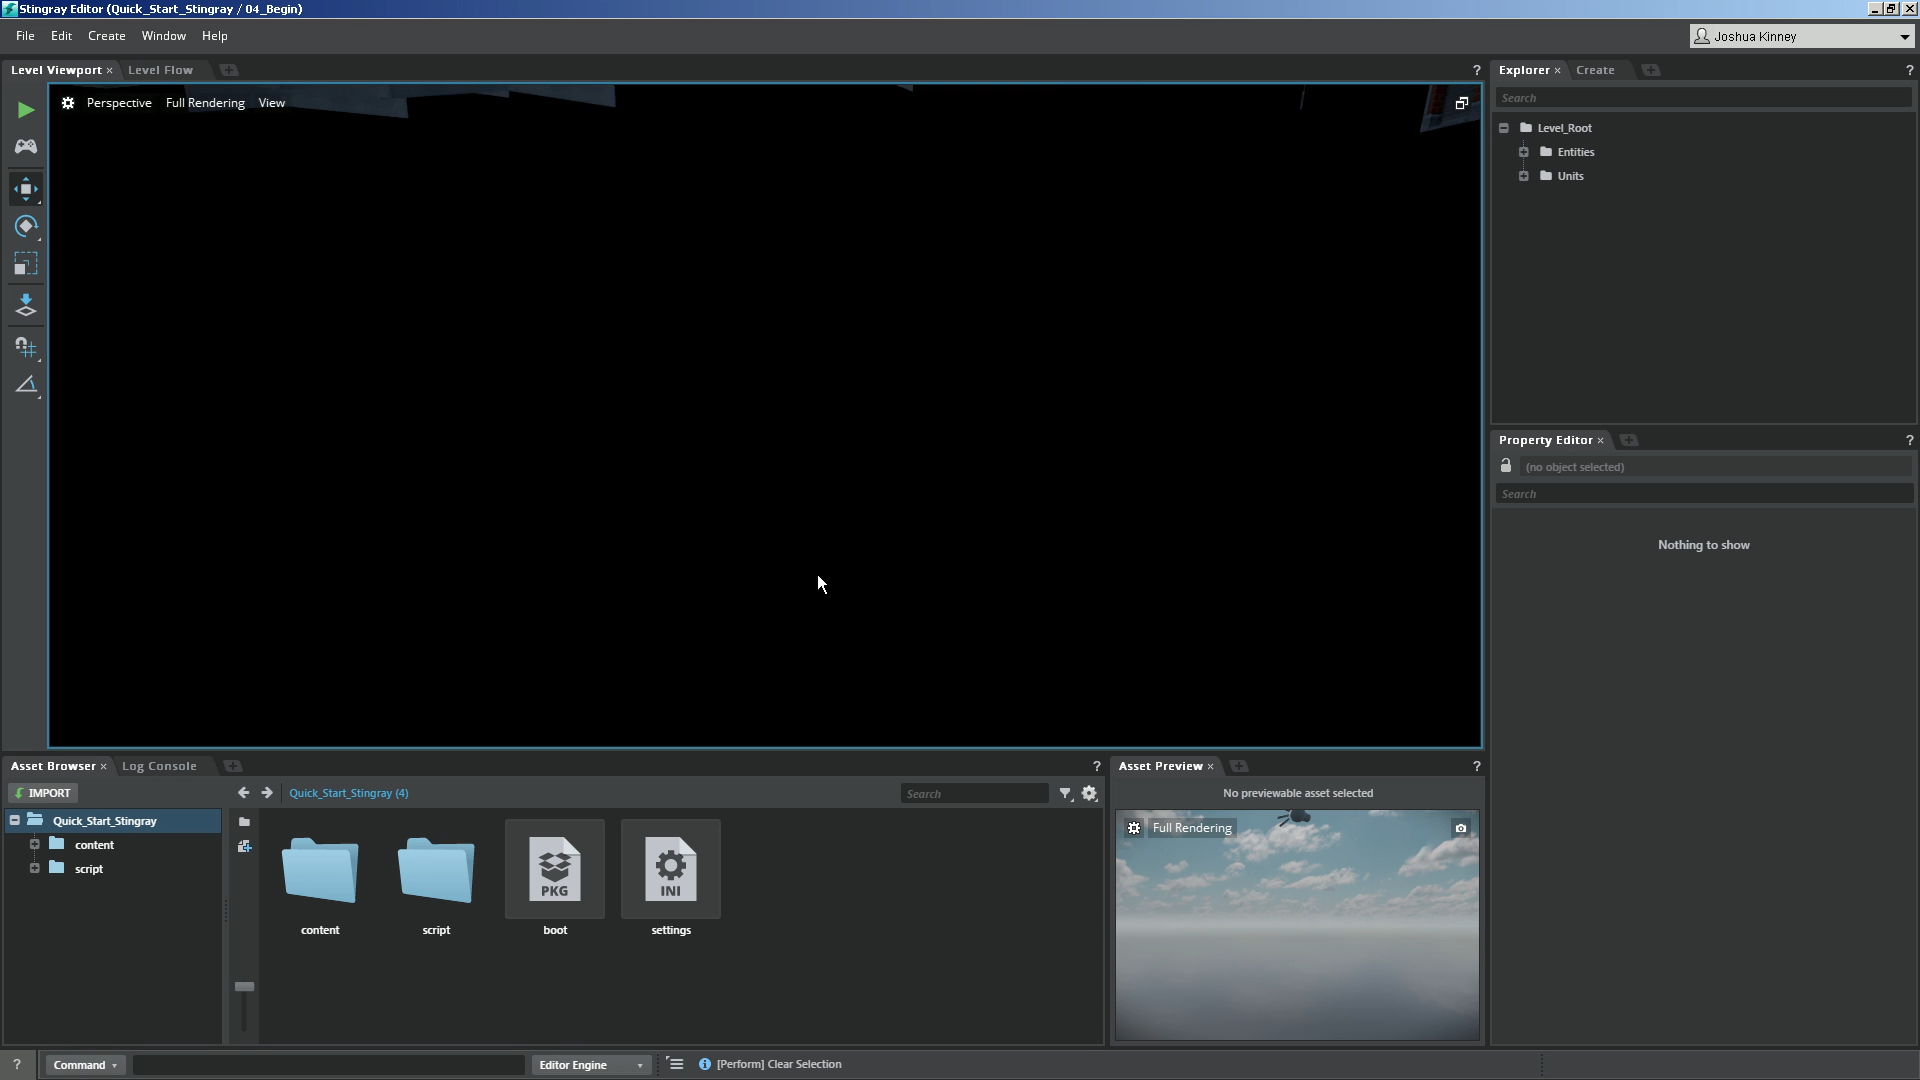 Stingray Editor (Quick_Start_Stingray / 04_Begin)
File Edit Create Window Help
Joshua Kinney
Level Viewport × Level Flow
?
Explorer × Create
?
Perspective Full Rendering View
Search
Level_Root
Entities
Units
Property Editor ×
?
(no object selected)
Search
Nothing to show
Asset Browser × Log Console
?
Asset Preview ×
?
IMPORT
Quick_Start_Stingray (4)
Search
No previewable asset selected
Quick_Start_Stingray
content
script
Full Rendering
PKG
INI
content
script
boot
settings
?
Command
Editor Engine
[Perform] Clear Selection